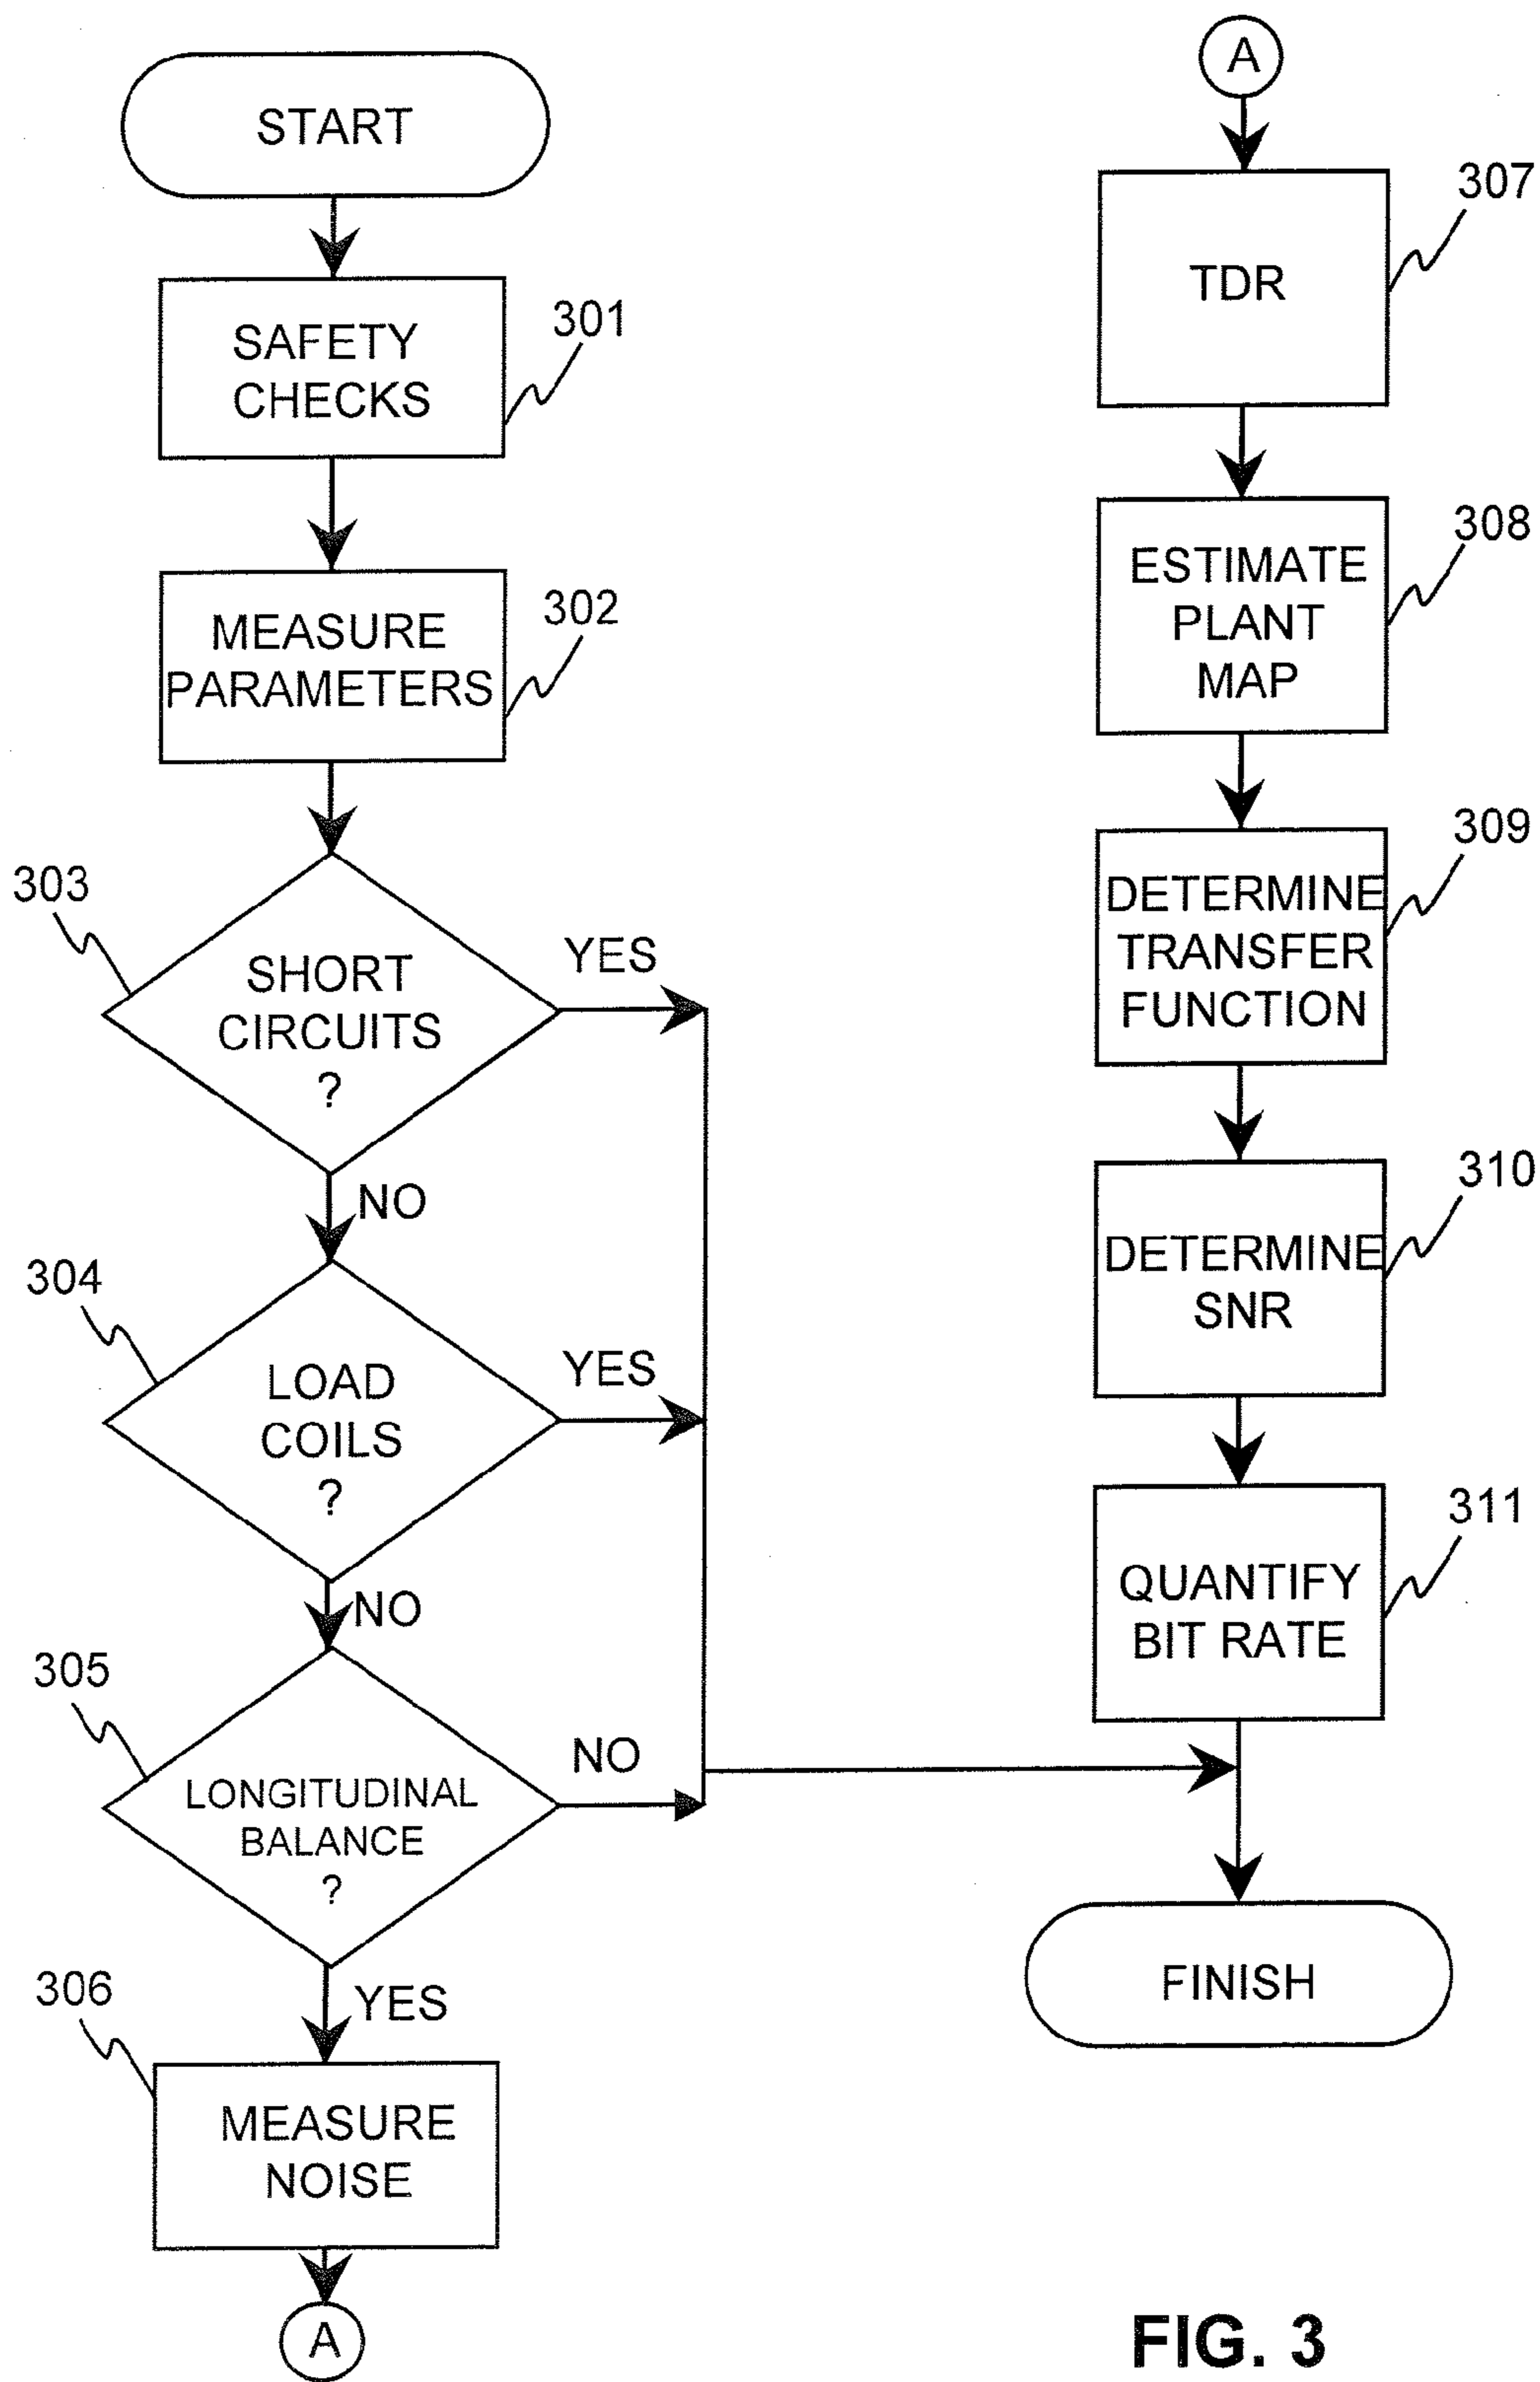 START
SAFETY
CHECKS
301
MEASURE
PARAMETERS
302
303
SHORT
CIRCUITS
?
YES
NO
304
LOAD
COILS
?
YES
NO
305
LONGITUDINAL
BALANCE
?
NO
YES
306
MEASURE
NOISE
A
A
307
TDR
308
ESTIMATE
PLANT
MAP
309
DETERMINE
TRANSFER
FUNCTION
310
DETERMINE
SNR
311
QUANTIFY
BIT RATE
FINISH
FIG. 3